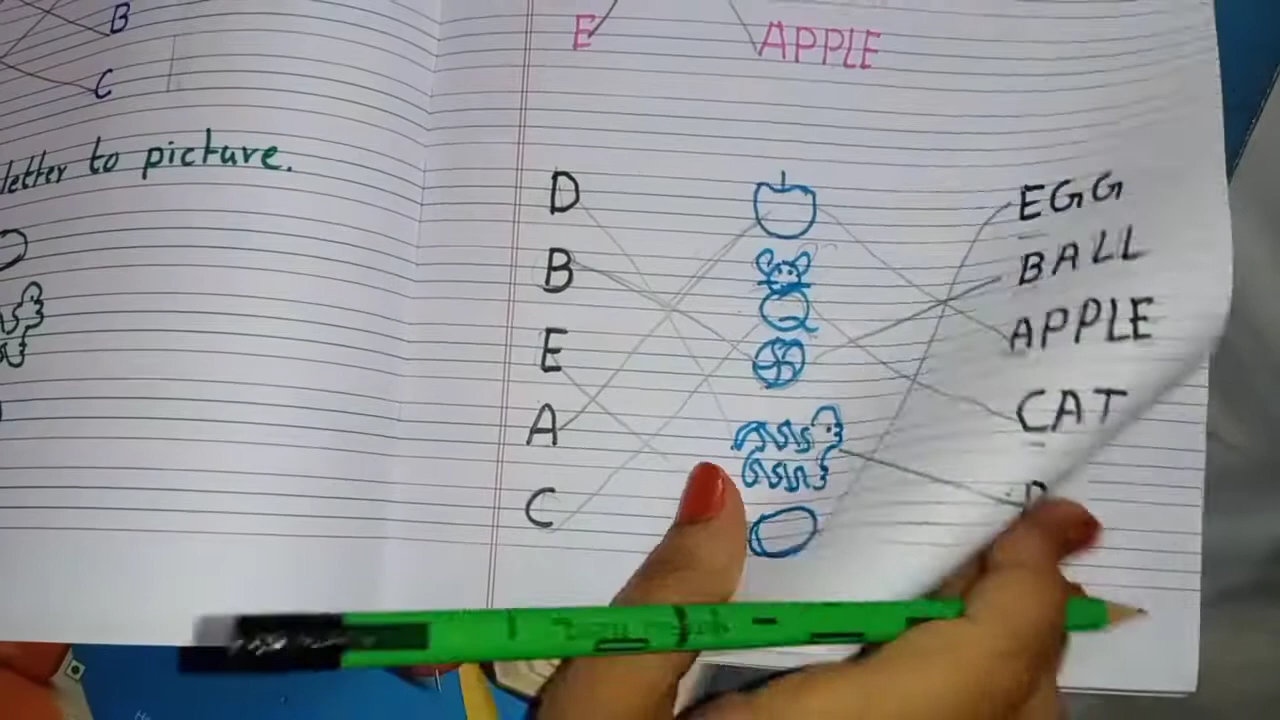 B
C
letter to picture.
E APPLE
D EGG
B BALL
E APPLE
A CAT
C